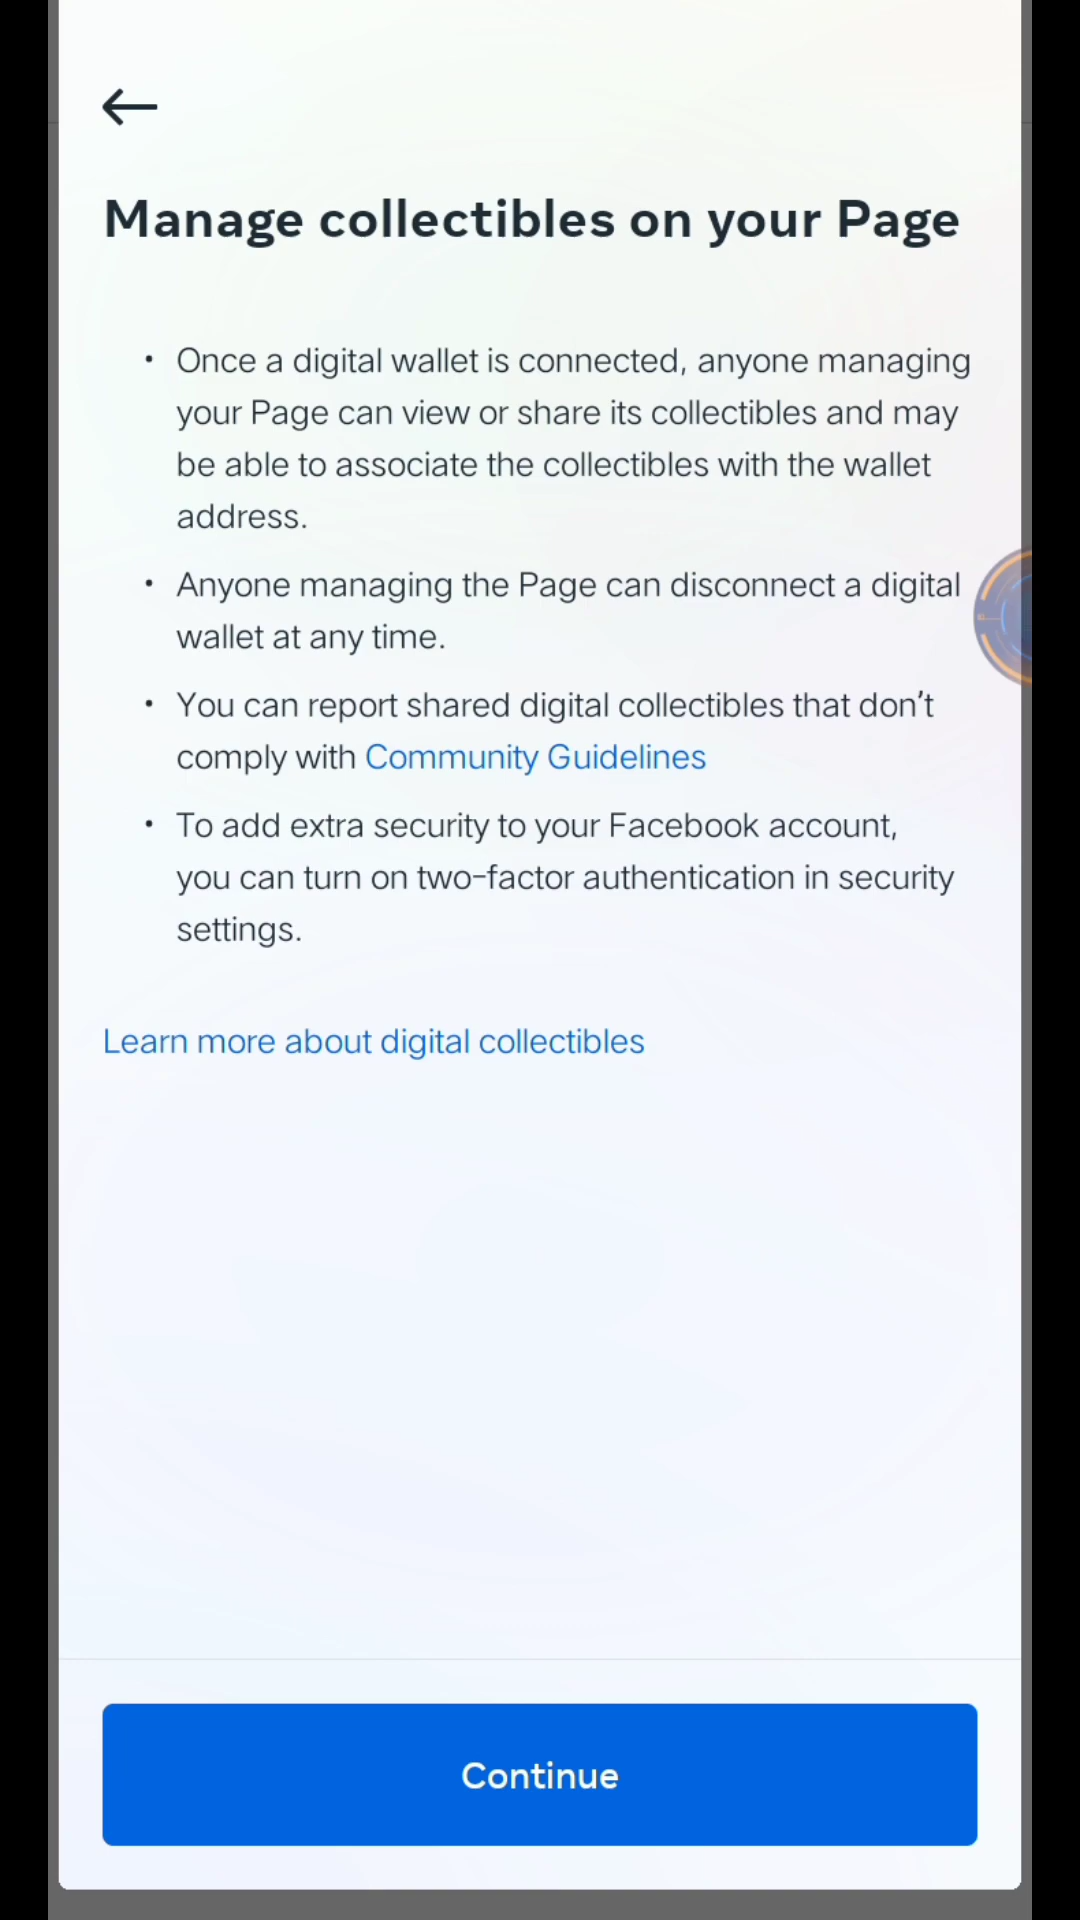 Manage collectibles on your Page
• Once a digital wallet is connected, anyone managing
your Page can view or share its collectibles and may
be able to associate the collectibles with the wallet
address.
• Anyone managing the Page can disconnect a digital
wallet at any time.
• You can report shared digital collectibles that don’t
comply with Community Guidelines
• To add extra security to your Facebook account,
you can turn on two-factor authentication in security
settings.
Learn more about digital collectibles
Continue